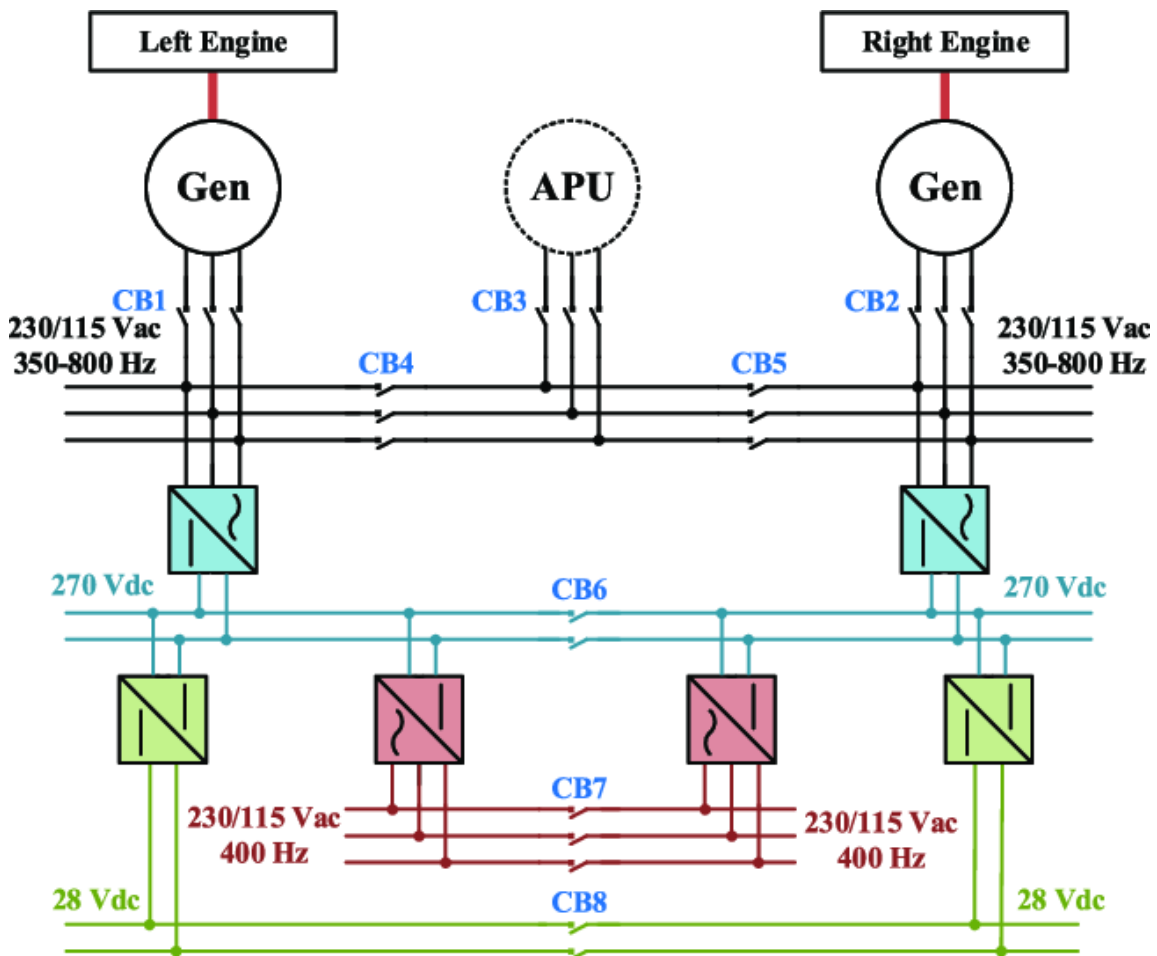 Left Engine
Right Engine
Gen
APU
Gen
CB1
CB3
CB2
230/115 Vac
350-800 Hz
230/115 Vac
350-800 Hz
CB4
CB5
270 Vdc
CB6
270 Vdc
CB7
230/115 Vac
400 Hz
230/115 Vac
400 Hz
28 Vdc
CB8
28 Vdc